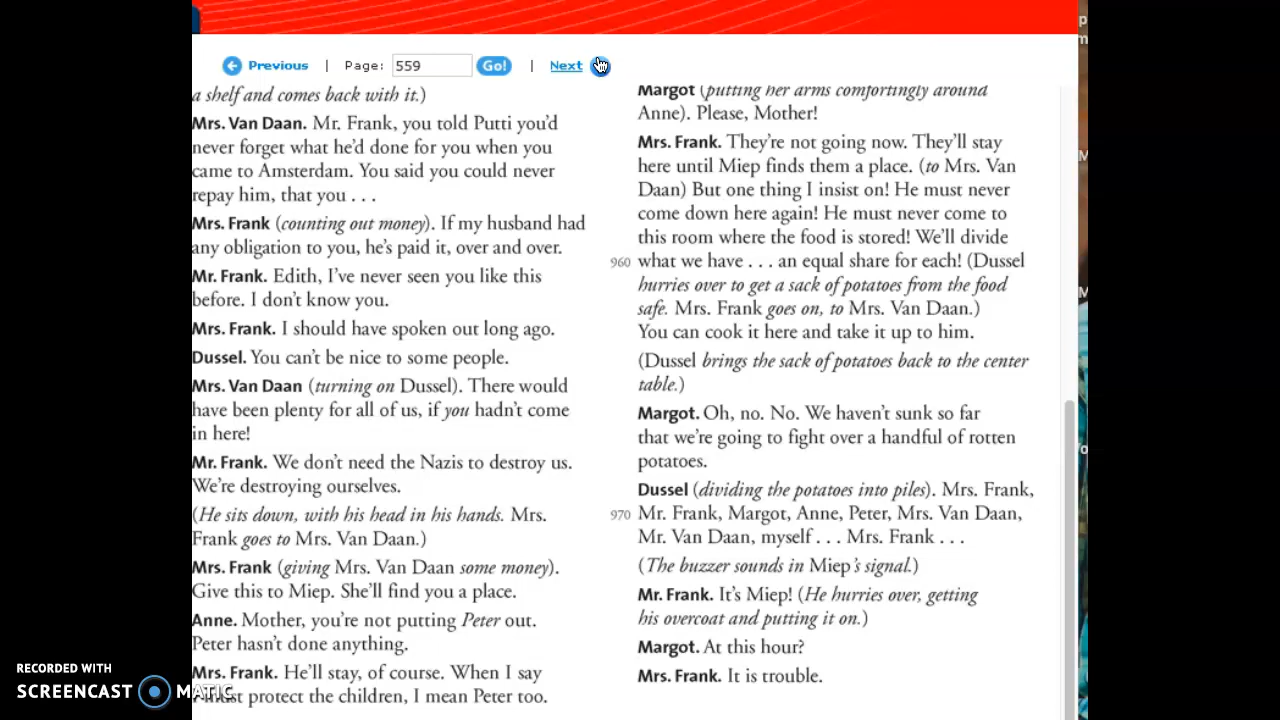 Previous | Page: 559 Go! | Next
a shelf and comes back with it.)
Mrs. Van Daan. Mr. Frank, you told Putti you'd
never forget what he'd done for you when you
came to Amsterdam. You said you could never
repay him, that you . . .
Mrs. Frank (counting out money). If my husband had
any obligation to you, he's paid it, over and over.
Mr. Frank. Edith, I've never seen you like this
before. I don't know you.
Mrs. Frank. I should have spoken out long ago.
Dussel. You can't be nice to some people.
Mrs. Van Daan (turning on Dussel). There would
have been plenty for all of us, if you hadn't come
in here!
Mr. Frank. We don't need the Nazis to destroy us.
We're destroying ourselves.
(He sits down, with his head in his hands. Mrs.
Frank goes to Mrs. Van Daan.)
Mrs. Frank (giving Mrs. Van Daan some money).
Give this to Miep. She'll find you a place.
Anne. Mother, you're not putting Peter out.
Peter hasn't done anything.
Mrs. Frank. He'll stay, of course. When I say
protect the children, I mean Peter too.
Margot (putting her arms comfortingly around
Anne). Please, Mother!
Mrs. Frank. They're not going now. They'll stay
here until Miep finds them a place. (to Mrs. Van
Daan) But one thing I insist on! He must never
come down here again! He must never come to
this room where the food is stored! We'll divide
960 what we have . . . an equal share for each! (Dussel
hurries over to get a sack of potatoes from the food
safe. Mrs. Frank goes on, to Mrs. Van Daan.)
You can cook it here and take it up to him.
(Dussel brings the sack of potatoes back to the center
table.)
Margot. Oh, no. No. We haven't sunk so far
that we're going to fight over a handful of rotten
potatoes.
Dussel (dividing the potatoes into piles). Mrs. Frank,
970 Mr. Frank, Margot, Anne, Peter, Mrs. Van Daan,
Mr. Van Daan, myself . . . Mrs. Frank . . .
(The buzzer sounds in Miep's signal.)
Mr. Frank. It's Miep! (He hurries over, getting
his overcoat and putting it on.)
Margot. At this hour?
Mrs. Frank. It is trouble.
RECORDED WITH
SCREENCAST MATIC